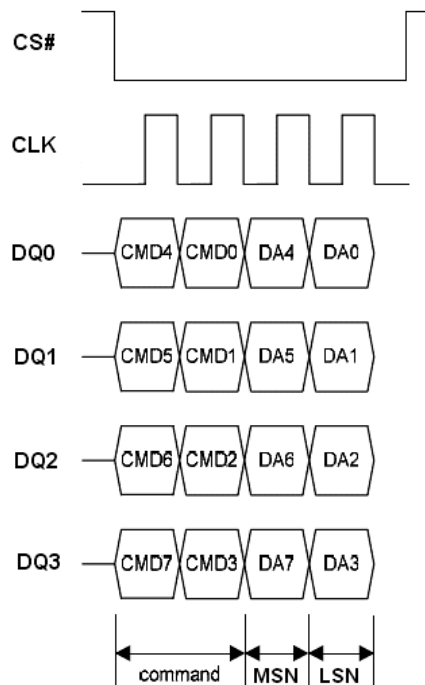 CS#
CLK
DQ0 CMD4 CMD0 DA4 DA0
DQ1 CMD5 CMD1 DA5 DA1
DQ2 CMD6 CMD2 DA6 DA2
DQ3 CMD7 CMD3 DA7 DA3
command MSN LSN